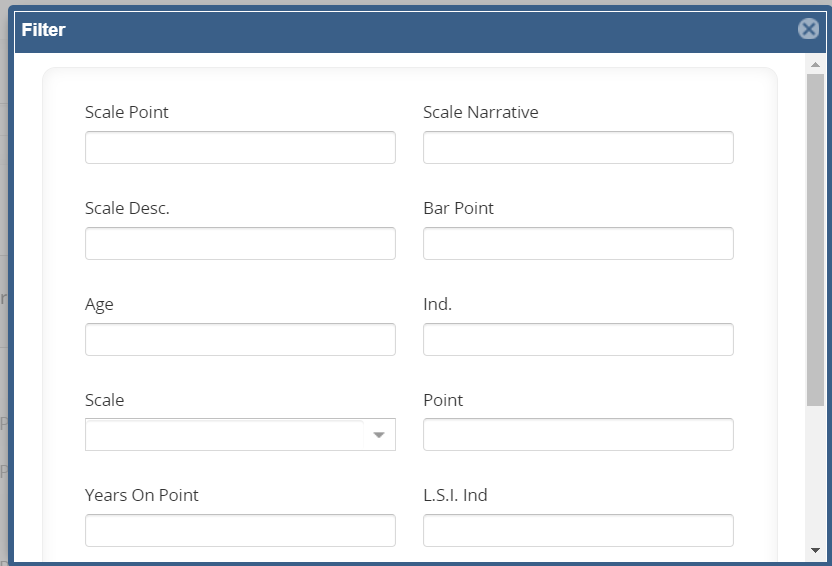 Filter
Scale Point
Scale Narrative
Scale Desc.
Bar Point
Age
Ind.
Scale
Point
Years On Point
L.S.I. Ind